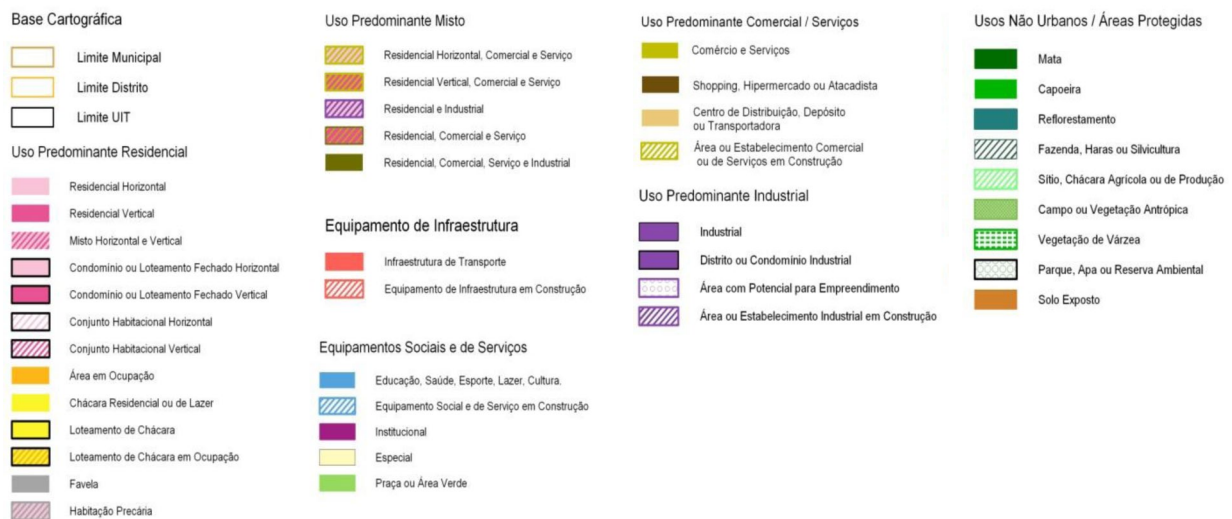 Base Cartográfica
Limite Municipal
Limite Distrito
Limite UIT
Uso Predominante Residencial
Residencial Horizontal
Residencial Vertical
Misto Horizontal e Vertical
Condomínio ou Loteamento Fechado Horizontal
Condomínio ou Loteamento Fechado Vertical
Conjunto Habitacional Horizontal
Conjunto Habitacional Vertical
Área em Ocupação
Chácara Residencial ou de Lazer
Loteamento de Chácara
Loteamento de Chácara em Ocupação
Favela
Habitação Precária
Uso Predominante Misto
Residencial Horizontal, Comercial e Serviço
Residencial Vertical, Comercial e Serviço
Residencial e Industrial
Residencial, Comercial e Serviço
Residencial, Comercial, Serviço e Industrial
Equipamento de Infraestrutura
Infraestrutura de Transporte
Equipamento de Infraestrutura em Construção
Equipamentos Sociais e de Serviços
Educação, Saúde, Esporte, Lazer, Cultura.
Equipamento Social e de Serviço em Construção
Institucional
Especial
Praça ou Área Verde
Uso Predominante Comercial / Serviços
Comércio e Serviços
Shopping, Hipermercado ou Atacadista
Centro de Distribuição, Depósito
ou Transportadora
Área ou Estabelecimento Comercial
ou de Serviços em Construção
Uso Predominante Industrial
Industrial
Distrito ou Condomínio Industrial
Área com Potencial para Empreendimento
Área ou Estabelecimento Industrial em Construção
Usos Não Urbanos / Áreas Protegidas
Mata
Capoeira
Reflorestamento
Fazenda, Haras ou Silvicultura
Sítio, Chácara Agrícola ou de Produção
Campo ou Vegetação Antrópica
Vegetação de Várzea
Parque, Apa ou Reserva Ambiental
Solo Exposto